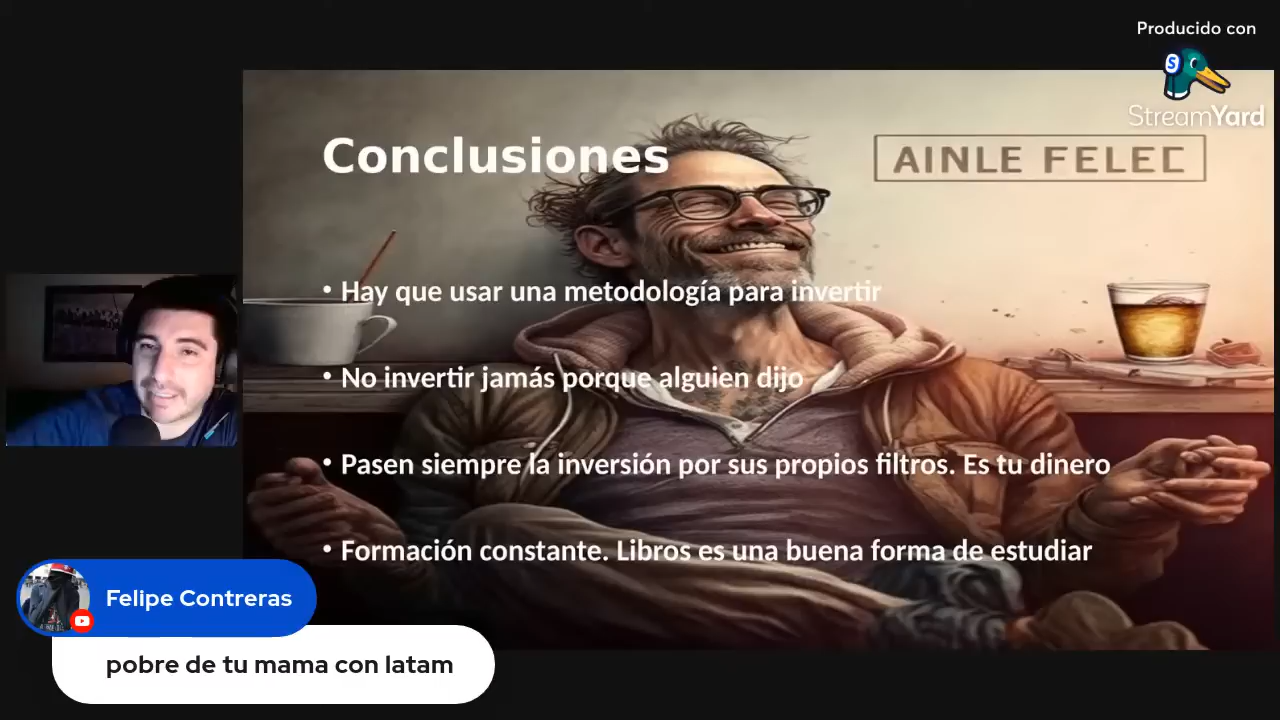 Producido con
StreamYard
Conclusiones
AINLE FELEC
• Hay que usar una metodología para invertir
• No invertir jamás porque alguien dijo
• Pasen siempre la inversión por sus propios filtros. Es tu dinero
• Formación constante. Libros es una buena forma de estudiar
Felipe Contreras
pobre de tu mama con latam